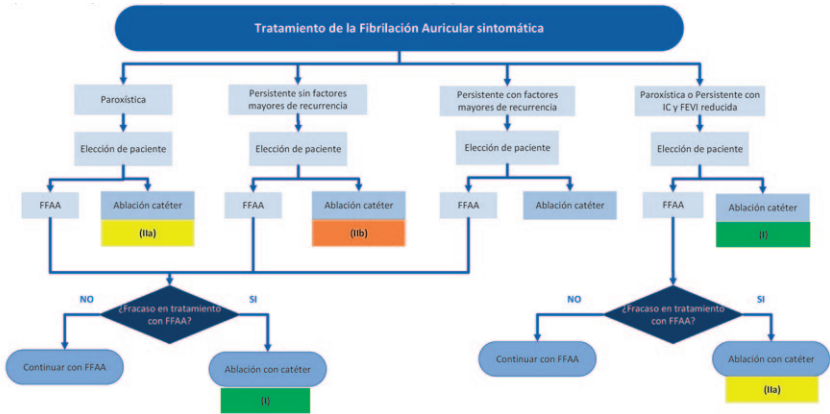 Tratamiento de la Fibrilación Auricular sintomática
Paroxística
Persistente sin factores
mayores de recurrencia
Persistente con factores
mayores de recurrencia
Paroxística o Persistente con
IC y FEVI reducida
Elección de paciente
Elección de paciente
Elección de paciente
Elección de paciente
FFAA
Ablación catéter
(IIa)
FFAA
Ablación catéter
(IIb)
FFAA
Ablación catéter
FFAA
Ablación catéter
(I)
NO
¿Fracaso en tratamiento
con FFAA?
SI
NO
¿Fracaso en tratamiento
con FFAA?
SI
Continuar con FFAA
Ablación con catéter
(I)
Continuar con FFAA
Ablación con catéter
(IIa)